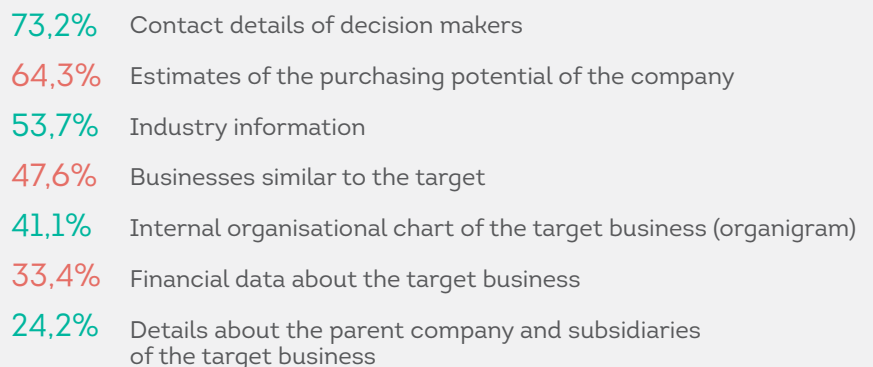 73,2% Contact details of decision makers
64,3% Estimates of the purchasing potential of the company
53,7% Industry information
47,6% Businesses similar to the target
41,1% Internal organisational chart of the target business (organigram)
33,4% Financial data about the target business
24,2% Details about the parent company and subsidiaries
of the target business